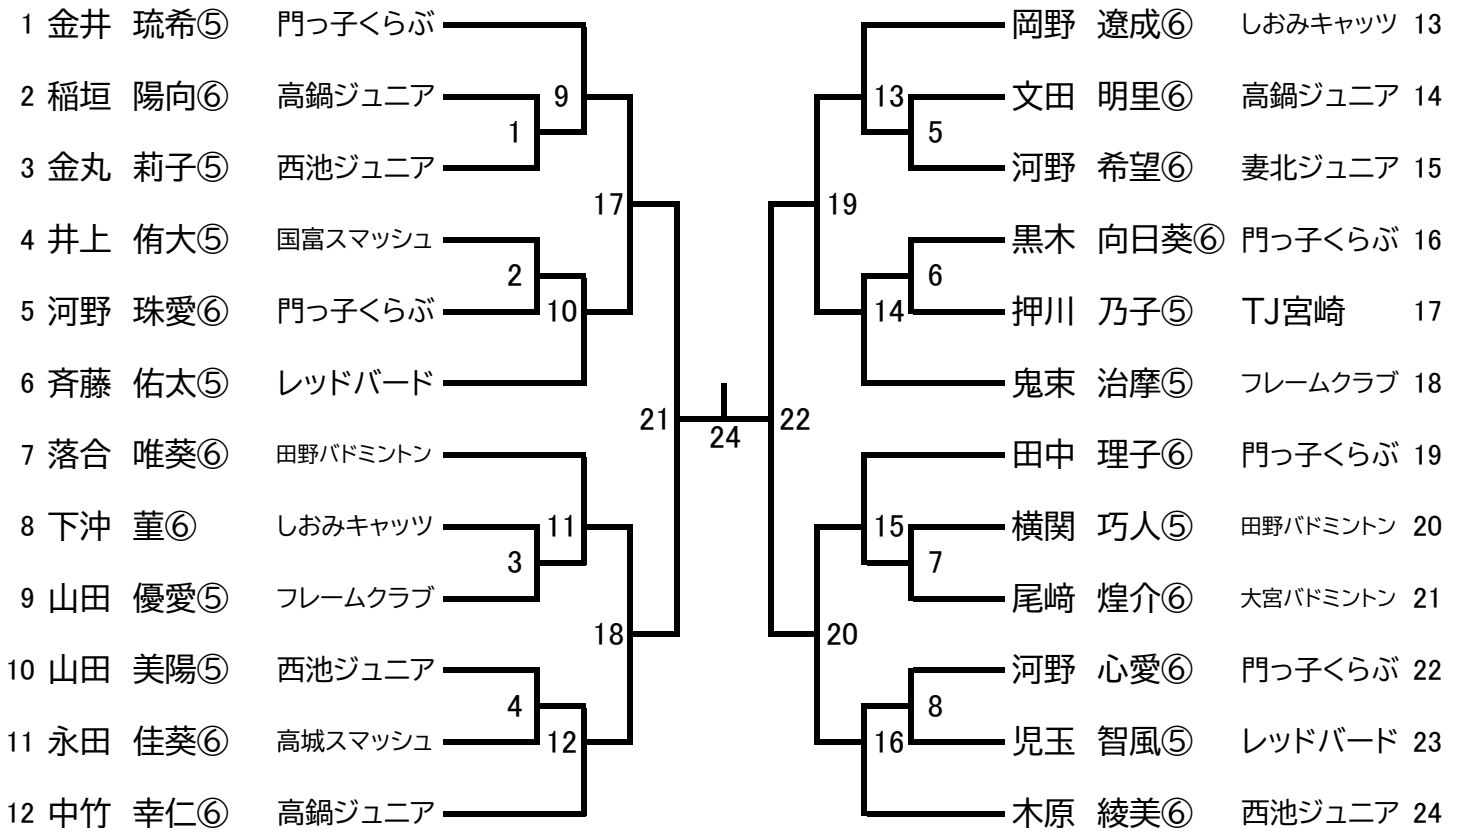 1 金井 琉希⑤ 門っ子くらぶ
2 稲垣 陽向⑥ 高鍋ジュニア
3 金丸 莉子⑤ 西池ジュニア
4 井上 侑大⑤ 国富スマッシュ
5 河野 珠愛⑥ 門っ子くらぶ
6 斉藤 佑太⑤ レッドバード
7 落合 唯葵⑥ 田野バドミントン
8 下沖 菫⑥ しおみキャッツ
9 山田 優愛⑤ フレームクラブ
10 山田 美陽⑤ 西池ジュニア
11 永田 佳葵⑥ 高城スマッシュ
12 中竹 幸仁⑥ 高鍋ジュニア
9
1
17
2
10
21
11
3
18
4
12
24
13
5
19
6
14
22
15
7
20
8
16
岡野 遼成⑥ しおみキャッツ 13
文田 明里⑥ 高鍋ジュニア 14
河野 希望⑥ 妻北ジュニア 15
黒木 向日葵⑥ 門っ子くらぶ 16
押川 乃子⑤ TJ宮崎 17
鬼束 治摩⑤ フレームクラブ 18
田中 理子⑥ 門っ子くらぶ 19
横関 巧人⑤ 田野バドミントン 20
尾﨑 煌介⑥ 大宮バドミントン 21
河野 心愛⑥ 門っ子くらぶ 22
児玉 智風⑤ レッドバード 23
木原 綾美⑥ 西池ジュニア 24